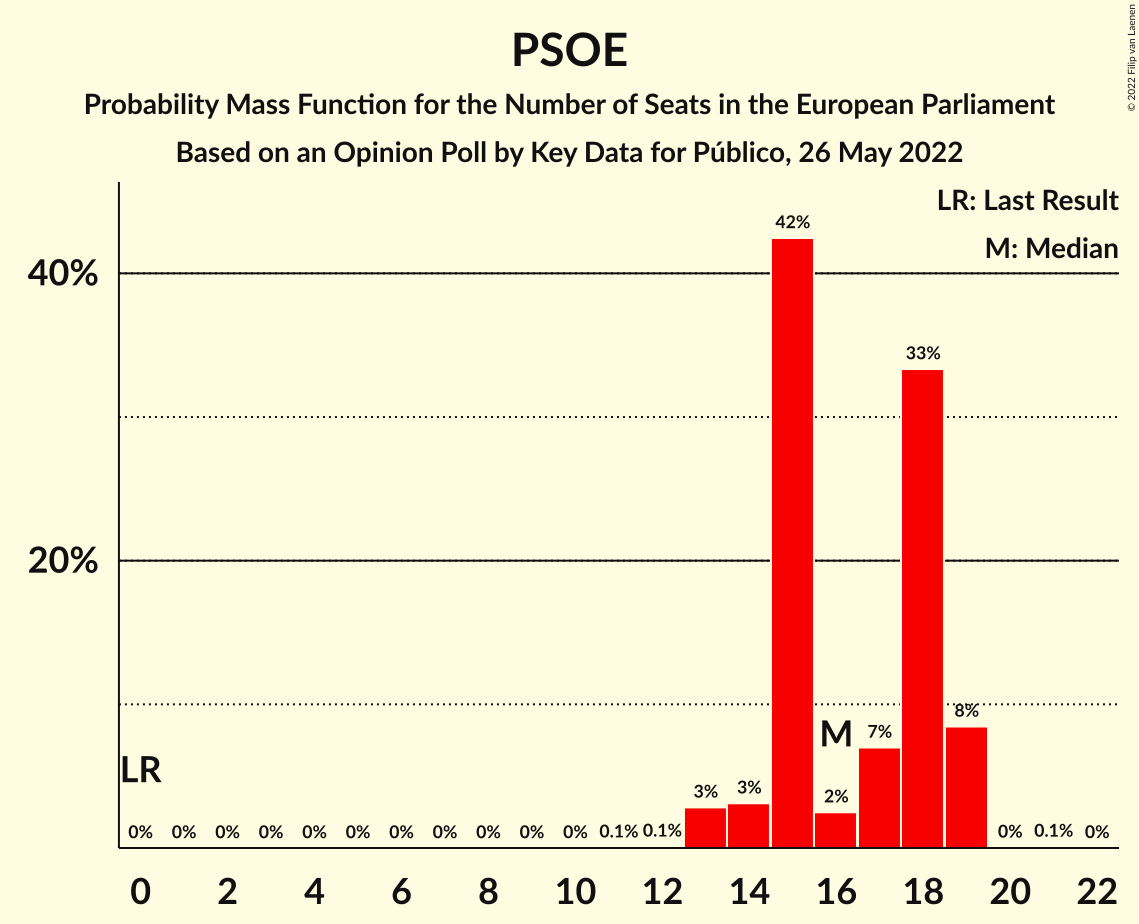 PSOE
Probability Mass Function for the Number of Seats in the European Parliament
Based on an Opinion Poll by Key Data for Público, 26 May 2022
© 2022 Filip van Laenen
LR: Last Result
M: Median
40%
20%
42%
33%
8%
M
7%
LR
3%
3%
2%
0% 0% 0% 0% 0% 0% 0% 0% 0% 0% 0% 0.1% 0.1% 0% 0.1% 0%
0 2 4 6 8 10 12 14 16 18 20 22